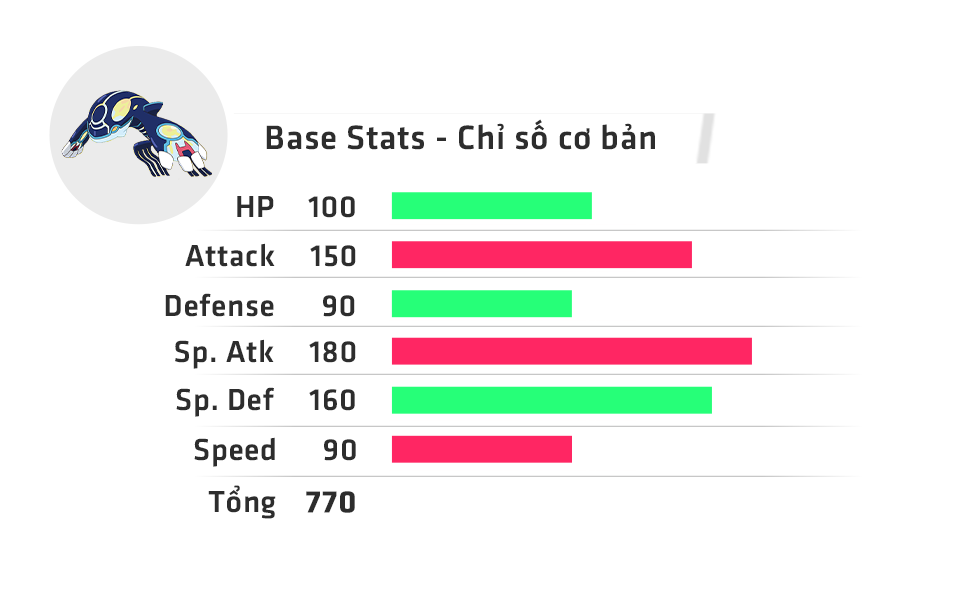 Base Stats - Chỉ số cơ bản
HP 100
Attack 150
Defense 90
Sp. Atk 180
Sp. Def 160
Speed 90
Tổng 770